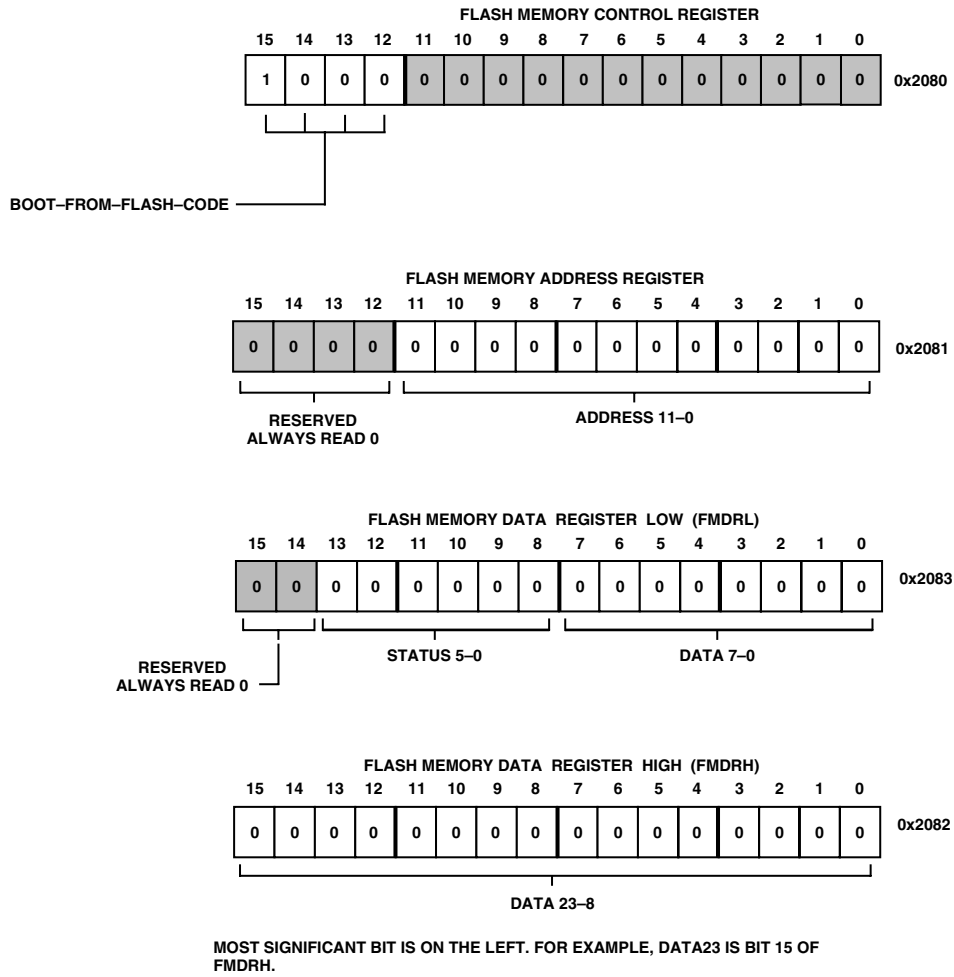 FLASH MEMORY CONTROL REGISTER
15 14 13 12 11 10 9 8 7 6 5 4 3 2 1 0
1 0 0 0 0 0 0 0 0 0 0 0 0 0 0 0 0x2080
BOOT–FROM–FLASH–CODE
FLASH MEMORY ADDRESS REGISTER
15 14 13 12 11 10 9 8 7 6 5 4 3 2 1 0
0 0 0 0 0 0 0 0 0 0 0 0 0 0 0 0 0x2081
RESERVED
ALWAYS READ 0
ADDRESS 11–0
FLASH MEMORY DATA REGISTER LOW (FMDRL)
15 14 13 12 11 10 9 8 7 6 5 4 3 2 1 0
0 0 0 0 0 0 0 0 0 0 0 0 0 0 0 0 0x2083
STATUS 5–0 DATA 7–0
RESERVED
ALWAYS READ 0
FLASH MEMORY DATA REGISTER HIGH (FMDRH)
15 14 13 12 11 10 9 8 7 6 5 4 3 2 1 0
0 0 0 0 0 0 0 0 0 0 0 0 0 0 0 0 0x2082
DATA 23–8
MOST SIGNIFICANT BIT IS ON THE LEFT. FOR EXAMPLE, DATA23 IS BIT 15 OF
FMDRH.